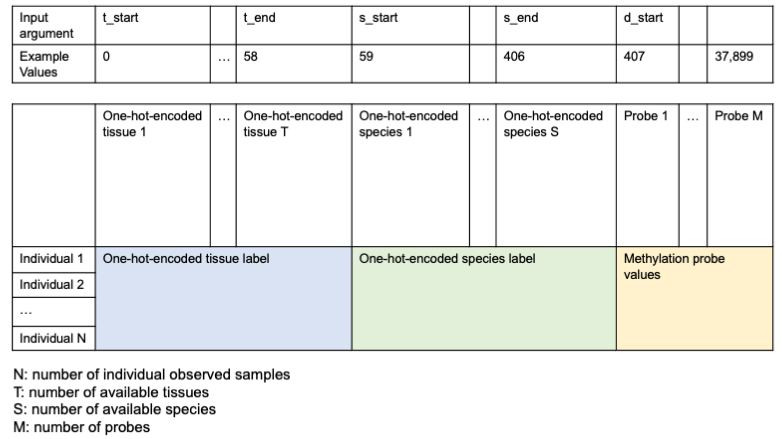 Input argument t_start t_end s_start s_end d_start
Example Values 0 ... 58 59 406 407 37,899
One-hot-encoded tissue 1 ... One-hot-encoded tissue T One-hot-encoded species 1 ... One-hot-encoded species S Probe 1 ... Probe M
Individual 1 One-hot-encoded tissue label One-hot-encoded species label Methylation probe values
Individual 2
...
Individual N
N: number of individual observed samples
T: number of available tissues
S: number of available species
M: number of probes